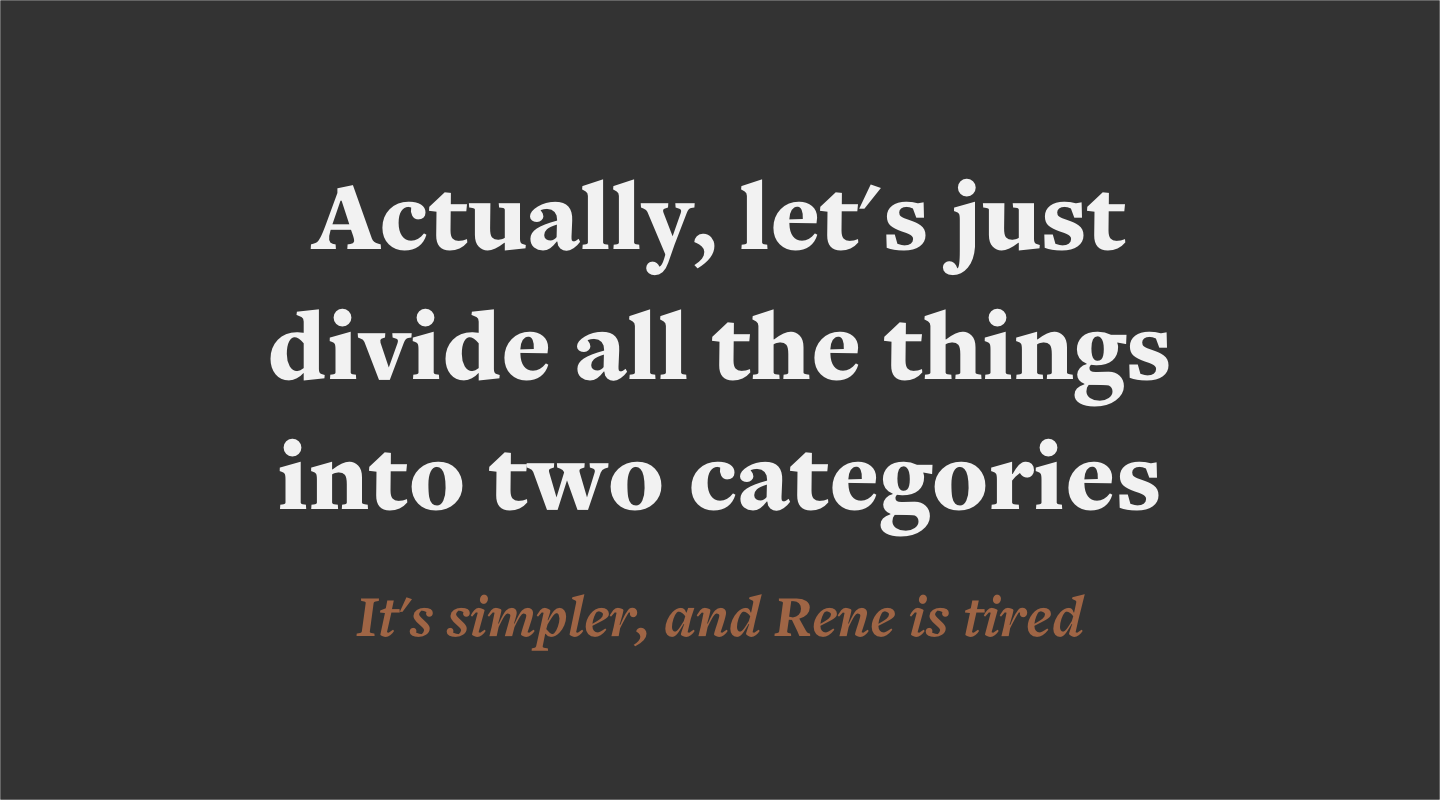 Actually, let's just
divide all the things
into two categories
It's simpler, and Rene is tired